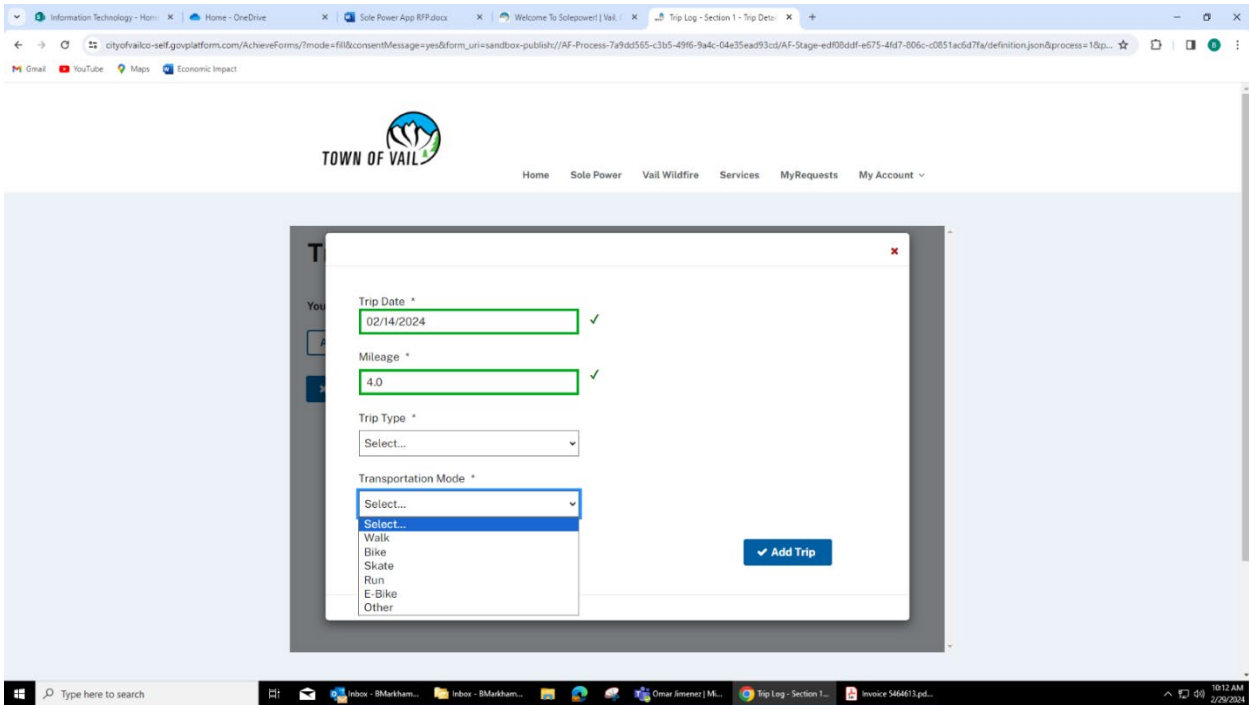 Information Technology - Hom
Home - OneDrive
Sole Power App RFP.docx
Welcome To Solepower! | Vail, C
Trip Log - Section 1 - Trip Detai
cityofvailco-self.govplatform.com/AchieveForms/?mode=fill&consentMessage=yes&form_uri=sandbox-publish://AF-Process-7a9dd565-c3b5-49f6-9a4c-04e35ead93cd/AF-Stage-edf08ddf-e675-4fd7-806c-c0851ac6d7fa/definition.json&process=1&p...
B
Gmail YouTube Maps Economic Impact
TOWN OF VAIL
Home Sole Power Vail Wildfire Services MyRequests My Account
T
You
A
Trip Date *
02/14/2024
Mileage *
4.0
Trip Type *
Select...
Transportation Mode *
Select...
Select...
Walk
Bike
Skate
Run
E-Bike
Other
Add Trip
Type here to search
Inbox - BMarkham...
Inbox - BMarkham...
Omar Jimenez | Mi...
Trip Log - Section 1...
Invoice 5464613.pd...
10:12 AM
2/29/2024